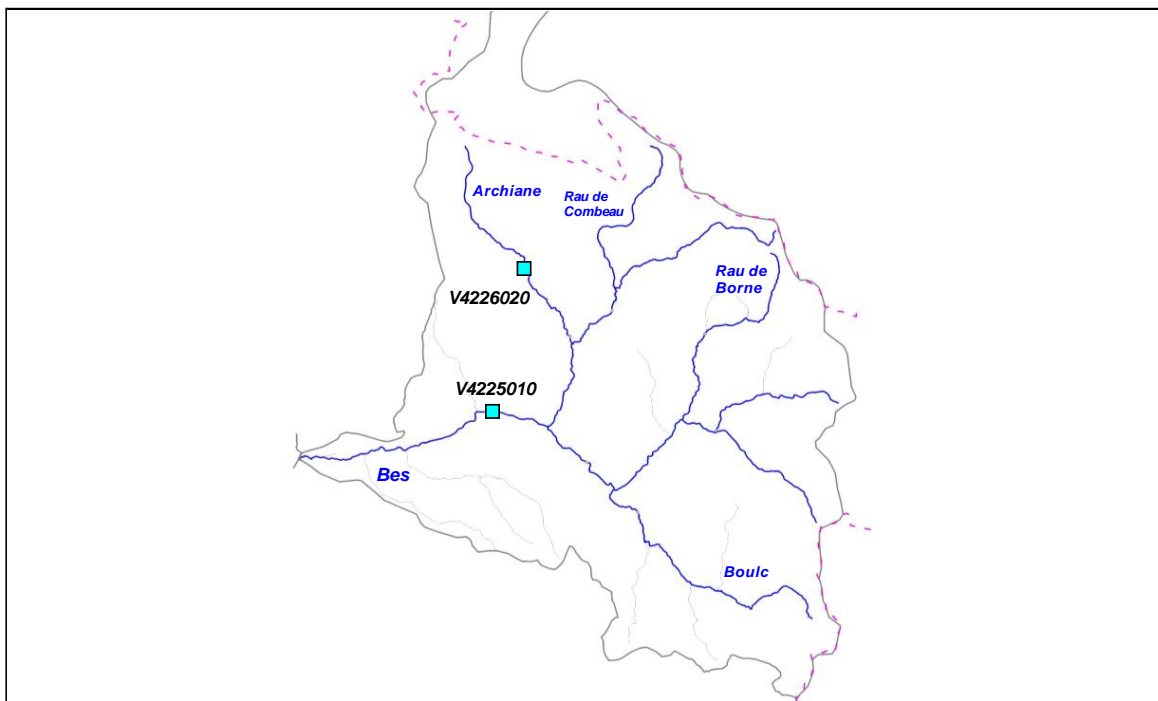 Archiane
Rau de
Combeau
Rau de
Borne
V4226020
V4225010
Bes
Boulc